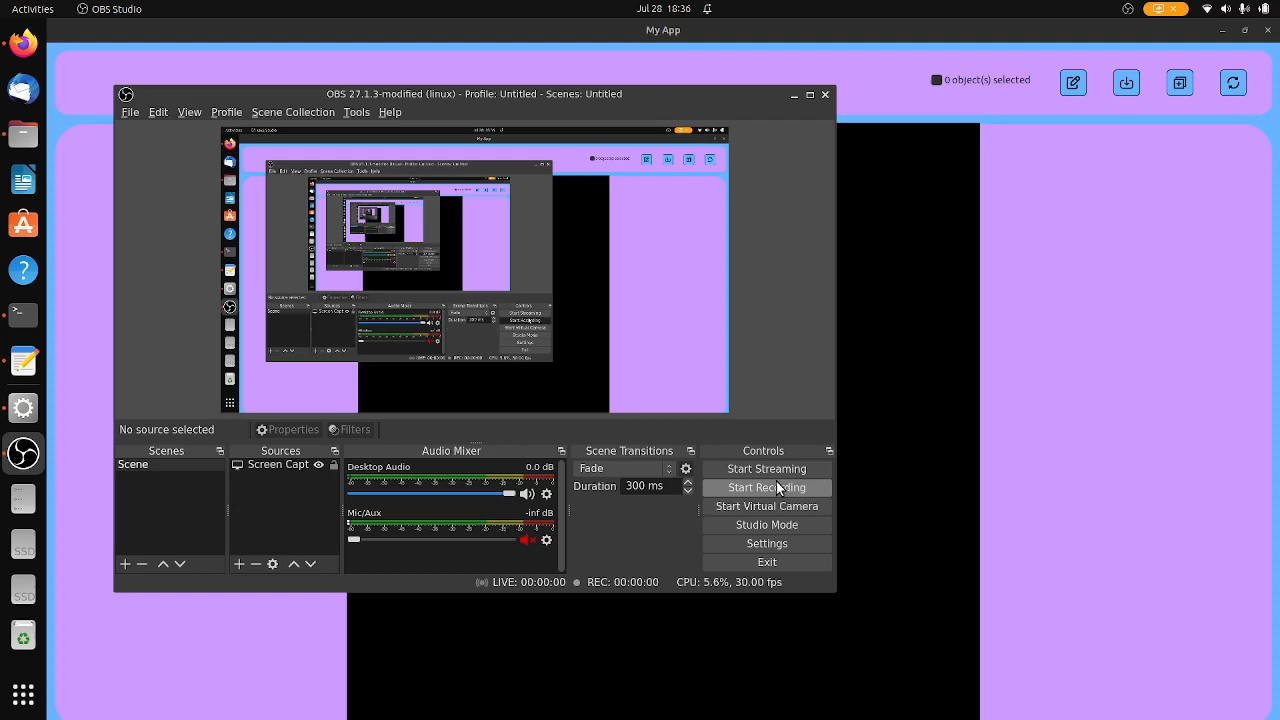 Activities
OBS Studio
Jul 28 18:36
My App
0 object(s) selected
OBS 27.1.3-modified (linux) - Profile: Untitled - Scenes: Untitled
File Edit View Profile Scene Collection Tools Help
No source selected
Properties
Filters
Scenes
Scene
Sources
Screen Capt
Audio Mixer
Desktop Audio 0.0 dB
Mic/Aux -inf dB
Scene Transitions
Fade
Duration 300 ms
Controls
Start Streaming
Start Recording
Start Virtual Camera
Studio Mode
Settings
Exit
LIVE: 00:00:00
REC: 00:00:00
CPU: 5.6%, 30.00 fps
SSD
SSD